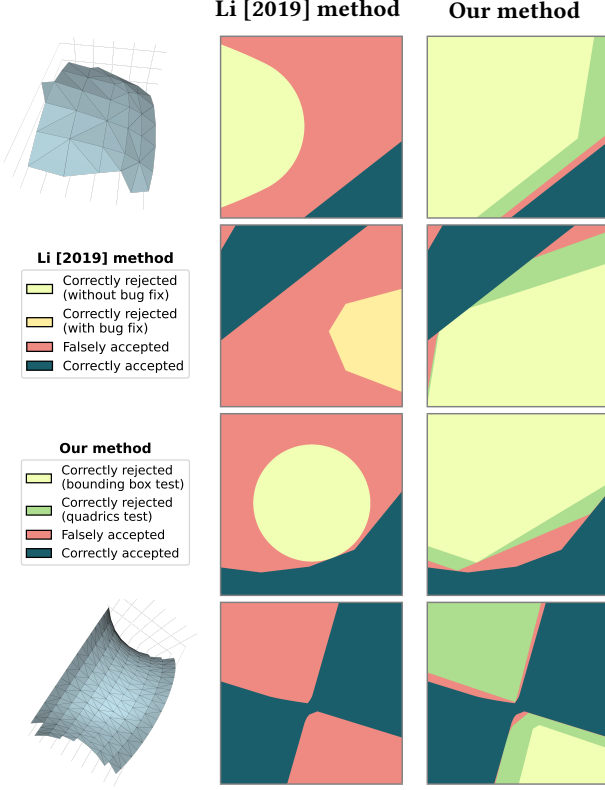 Li [2019] method
Our method
Li [2019] method
Correctly rejected
(without bug fix)
Correctly rejected
(with bug fix)
Falsely accepted
Correctly accepted
Our method
Correctly rejected
(bounding box test)
Correctly rejected
(quadrics test)
Falsely accepted
Correctly accepted